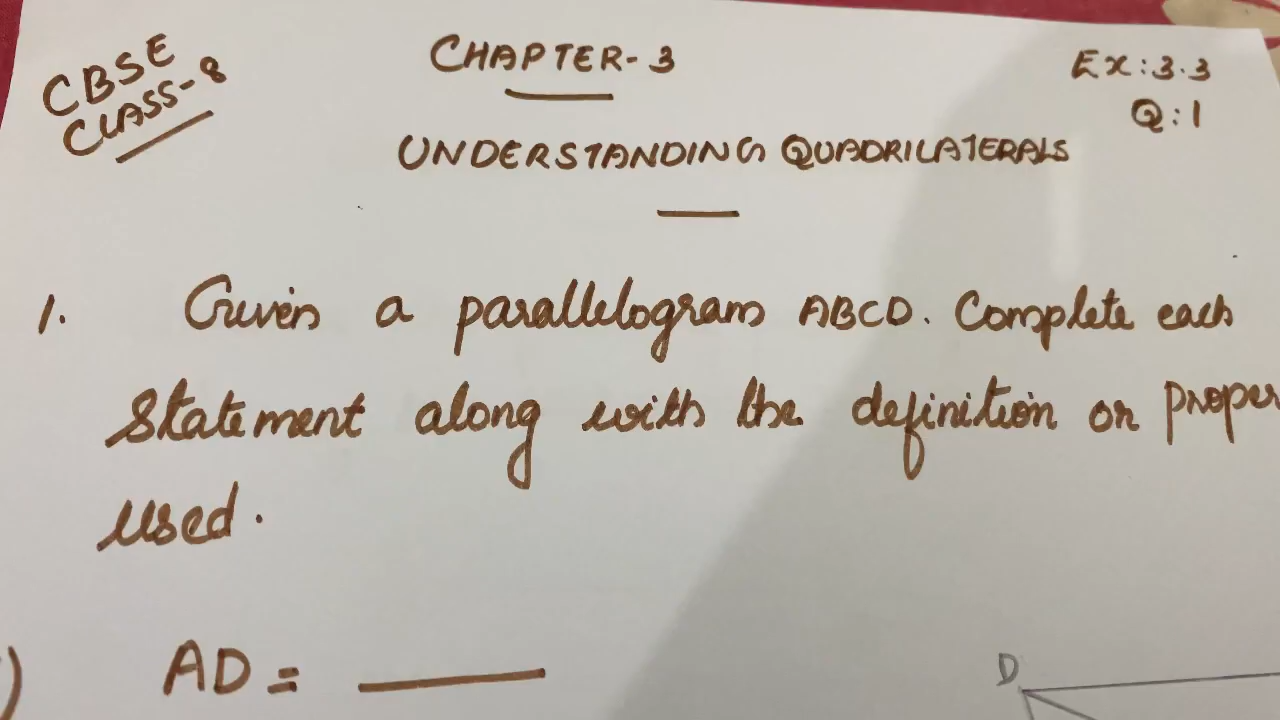 CBSE
CLASS-8
CHAPTER-3
Ex:3.3
Q:1
UNDERSTANDING QUADRILATERALS
1. Given a parallelogram ABCD. Complete each
Statement along with the definition or proper
used.
) AD =
D